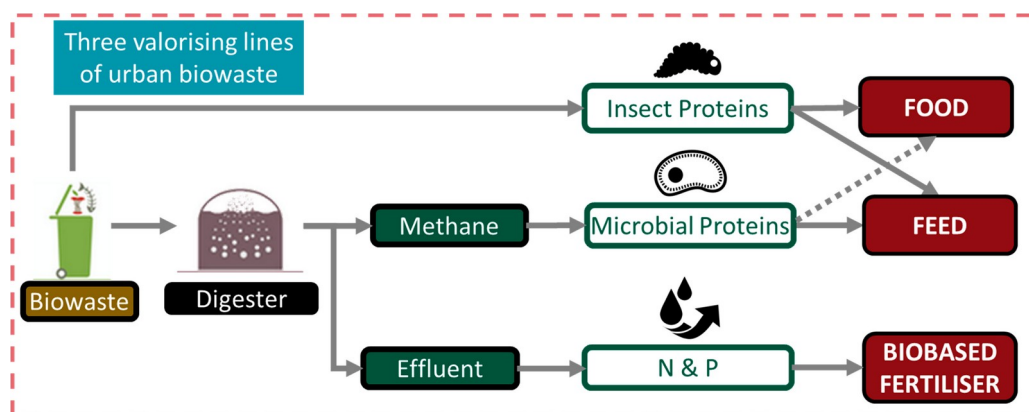 Three valorising lines
of urban biowaste
Insect Proteins
FOOD
Methane
Microbial Proteins
FEED
Biowaste
Digester
Effluent
N & P
BIOBASED
FERTILISER